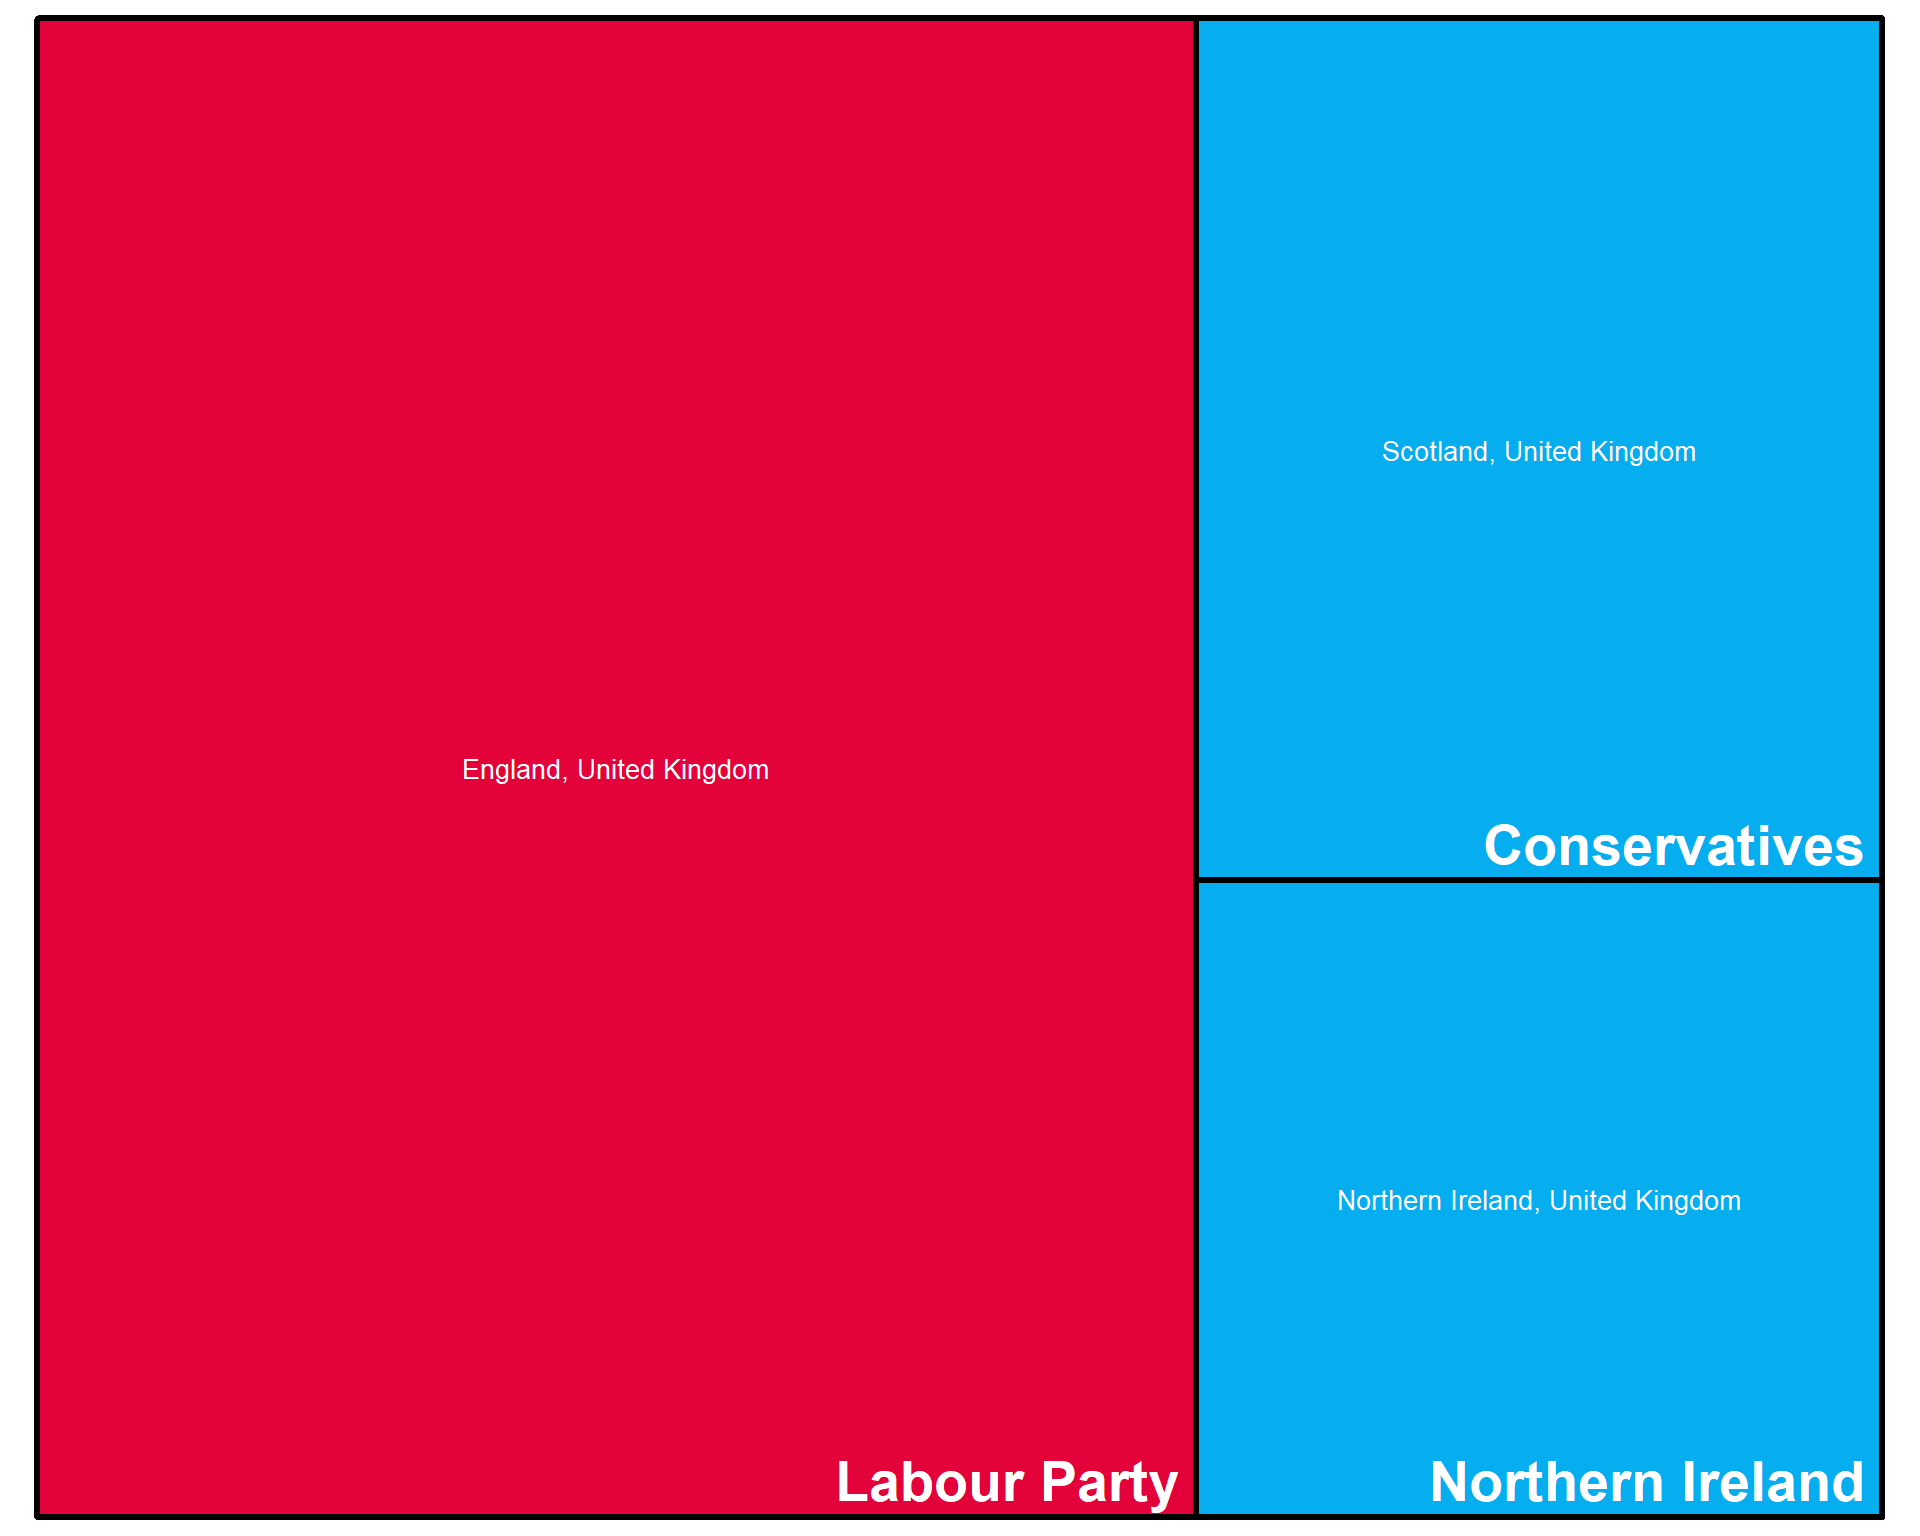 England, United Kingdom
Labour Party
Scotland, United Kingdom
Conservatives
Northern Ireland, United Kingdom
Northern Ireland